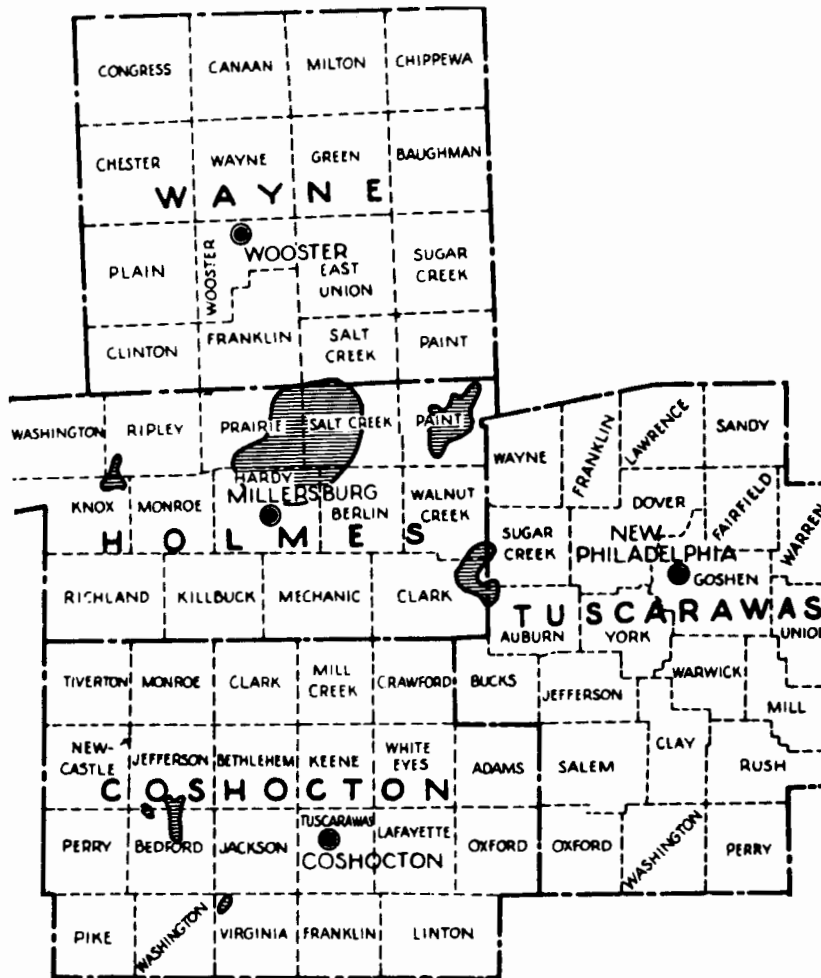 CONGRESS CANAAN MILTON CHIPPEWA
CHESTER WAYNE GREEN BAUGHMAN
WAYNE
PLAIN WOOSTER WOOSTER EAST UNION SUGAR CREEK
CLINTON FRANKLIN SALT CREEK PAINT
WASHINGTON RIPLEY PRAIRIE SALT CREEK PAINT
KNOX MONROE HARDY MILLERSBURG BERLIN WALNUT CREEK
HOLMES
RICHLAND KILLBUCK MECHANIC CLARK
WAYNE FRANKLIN LAWRENCE SANDY
SUGAR CREEK DOVER FAIRFIELD WARREN
NEW PHILADELPHIA
GOSHEN
TUSCARAWAS
AUBURN YORK UNION
BUCKS JEFFERSON WARWICK MILL
SALEM CLAY RUSH
OXFORD WASHINGTON PERRY
TIVERTON MONROE CLARK MILL CREEK CRAWFORD
NEW-
CASTLE JEFFERSON BETHLEHEM KEENE WHITE EYES ADAMS
COSHOCTON
PERRY BEDFORD JACKSON TUSCARAWAS LAFAYETTE OXFORD
COSHOCTON
PIKE WASHINGTON VIRGINIA FRANKLIN LINTON